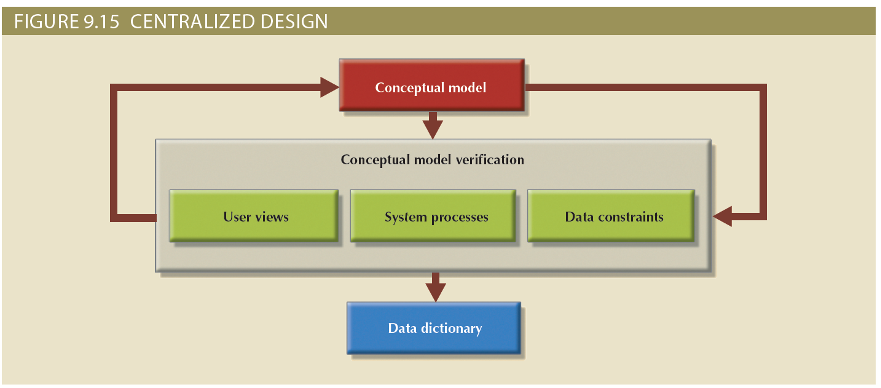 FIGURE 9.15 CENTRALIZED DESIGN
Conceptual model
Conceptual model verification
User views
System processes
Data constraints
Data dictionary